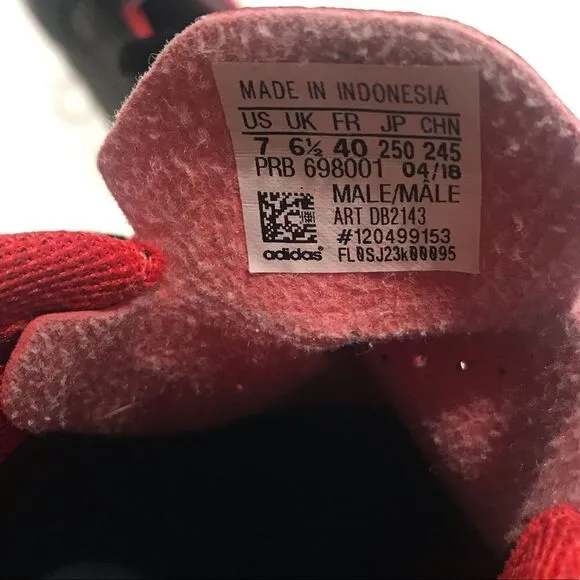 MADE IN INDONESIA
US UK FR JP CHN
7 6½ 40 250 245
PRB 698001 04/18
MALE/MÂLE
ART DB2143
#120499153
adidas® FL0SJ23k00095